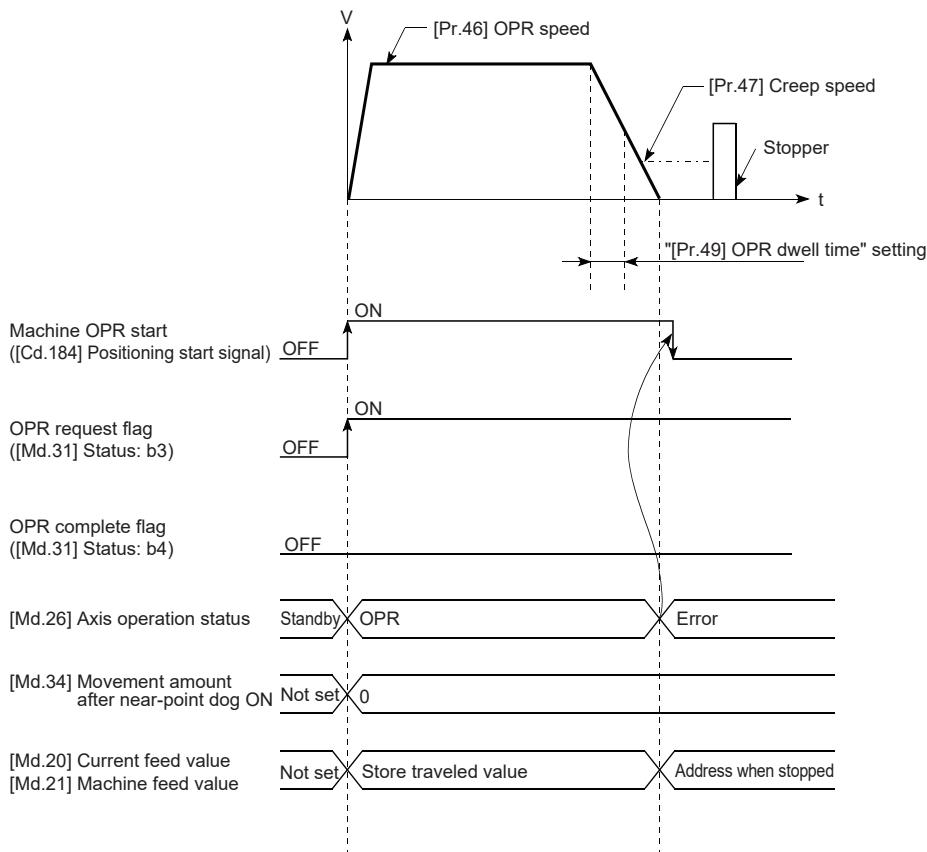 V
[Pr.46] OPR speed
[Pr.47] Creep speed
Stopper
t
"[Pr.49] OPR dwell time" setting
Machine OPR start
([Cd.184] Positioning start signal)
OFF
ON
OPR request flag
([Md.31] Status: b3)
OFF
ON
OPR complete flag
([Md.31] Status: b4)
OFF
[Md.26] Axis operation status
Standby
OPR
Error
[Md.34] Movement amount
after near-point dog ON
Not set
0
[Md.20] Current feed value
[Md.21] Machine feed value
Not set
Store traveled value
Address when stopped